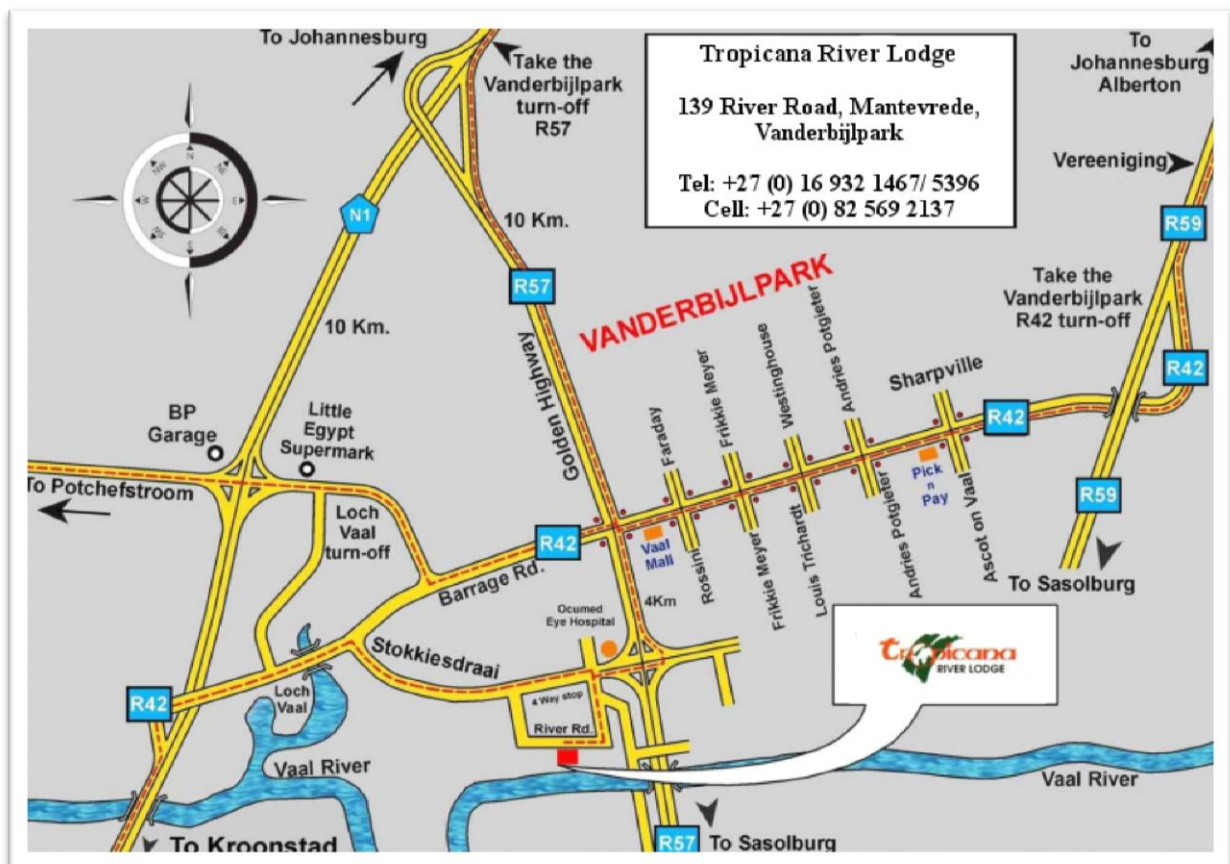 To Johannesburg
Take the
Vanderbijlpark
turn-off
R57
Tropicana River Lodge
139 River Road, Mantevrede,
Vanderbijlpark
Tel: +27 (0) 16 932 1467/ 5396
Cell: +27 (0) 82 569 2137
To
Johannesburg
Alberton
Vereeniging
R59
N
NE
E
SE
S
SW
W
NW
N1
10 Km.
10 Km.
R57
Golden Highway
VANDERBIJLPARK
Take the
Vanderbijlpark
R42 turn-off
R42
Faraday
Frikkie Meyer
Westinghouse
Andries Potgieter
Sharpville
R42
BP
Garage
Little
Egypt
Supermark
To Potchefstroom
Loch
Vaal
turn-off
R42
Barrage Rd.
Vaal
Mall
Rossini
Frikkie Meyer
Louis Trichardt
Andries Potgieter
Pick
n
Pay
Ascot on Vaal
R59
To Sasolburg
4Km
Ocumed
Eye Hospital
Stokkiesdraai
4 Way stop
River Rd.
tropicana
RIVER LODGE
R42
Loch
Vaal
Vaal River
Vaal River
To Kroonstad
R57
To Sasolburg